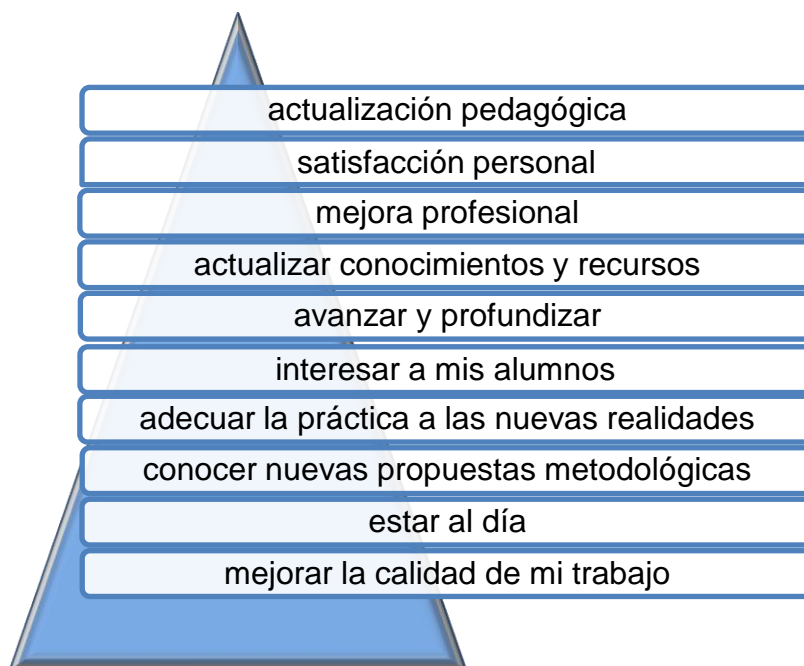 actualización pedagógica
satisfacción personal
mejora profesional
actualizar conocimientos y recursos
avanzar y profundizar
interesar a mis alumnos
adecuar la práctica a las nuevas realidades
conocer nuevas propuestas metodológicas
estar al día
mejorar la calidad de mi trabajo